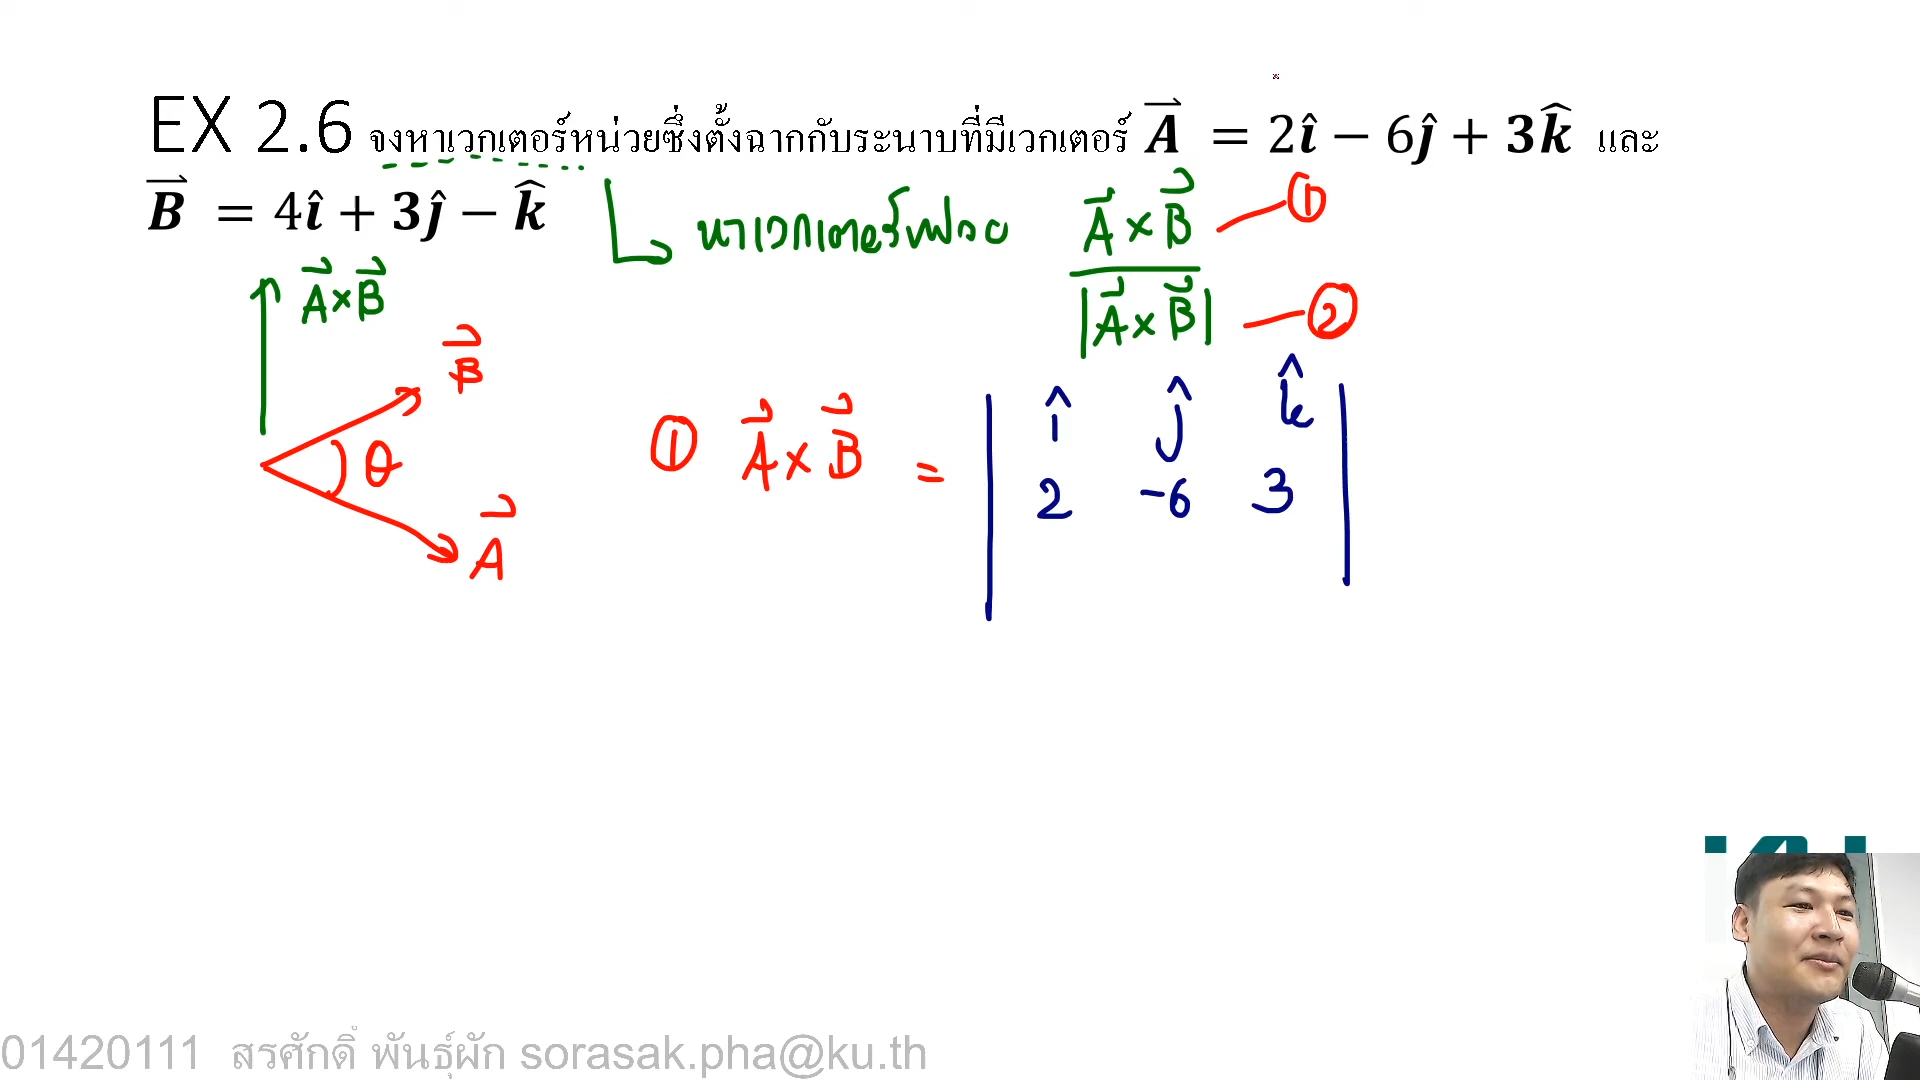 EX 2.6 จงหาเวกเตอร์หน่วยซึ่งตั้งฉากกับระนาบที่มีเวกเตอร์ A⃗ = 2î − 6ĵ + 3k̂ และ
B⃗ = 4î + 3ĵ − k̂
หาเวกเตอร์หน่วย A⃗ × B⃗ ①
|A⃗ × B⃗| ②
A⃗×B⃗
B⃗
θ
A⃗
① A⃗ × B⃗ = | î ĵ k̂ |
2 -6 3
01420111 สรศักดิ์ พันธุ์ผัก sorasak.pha@ku.th